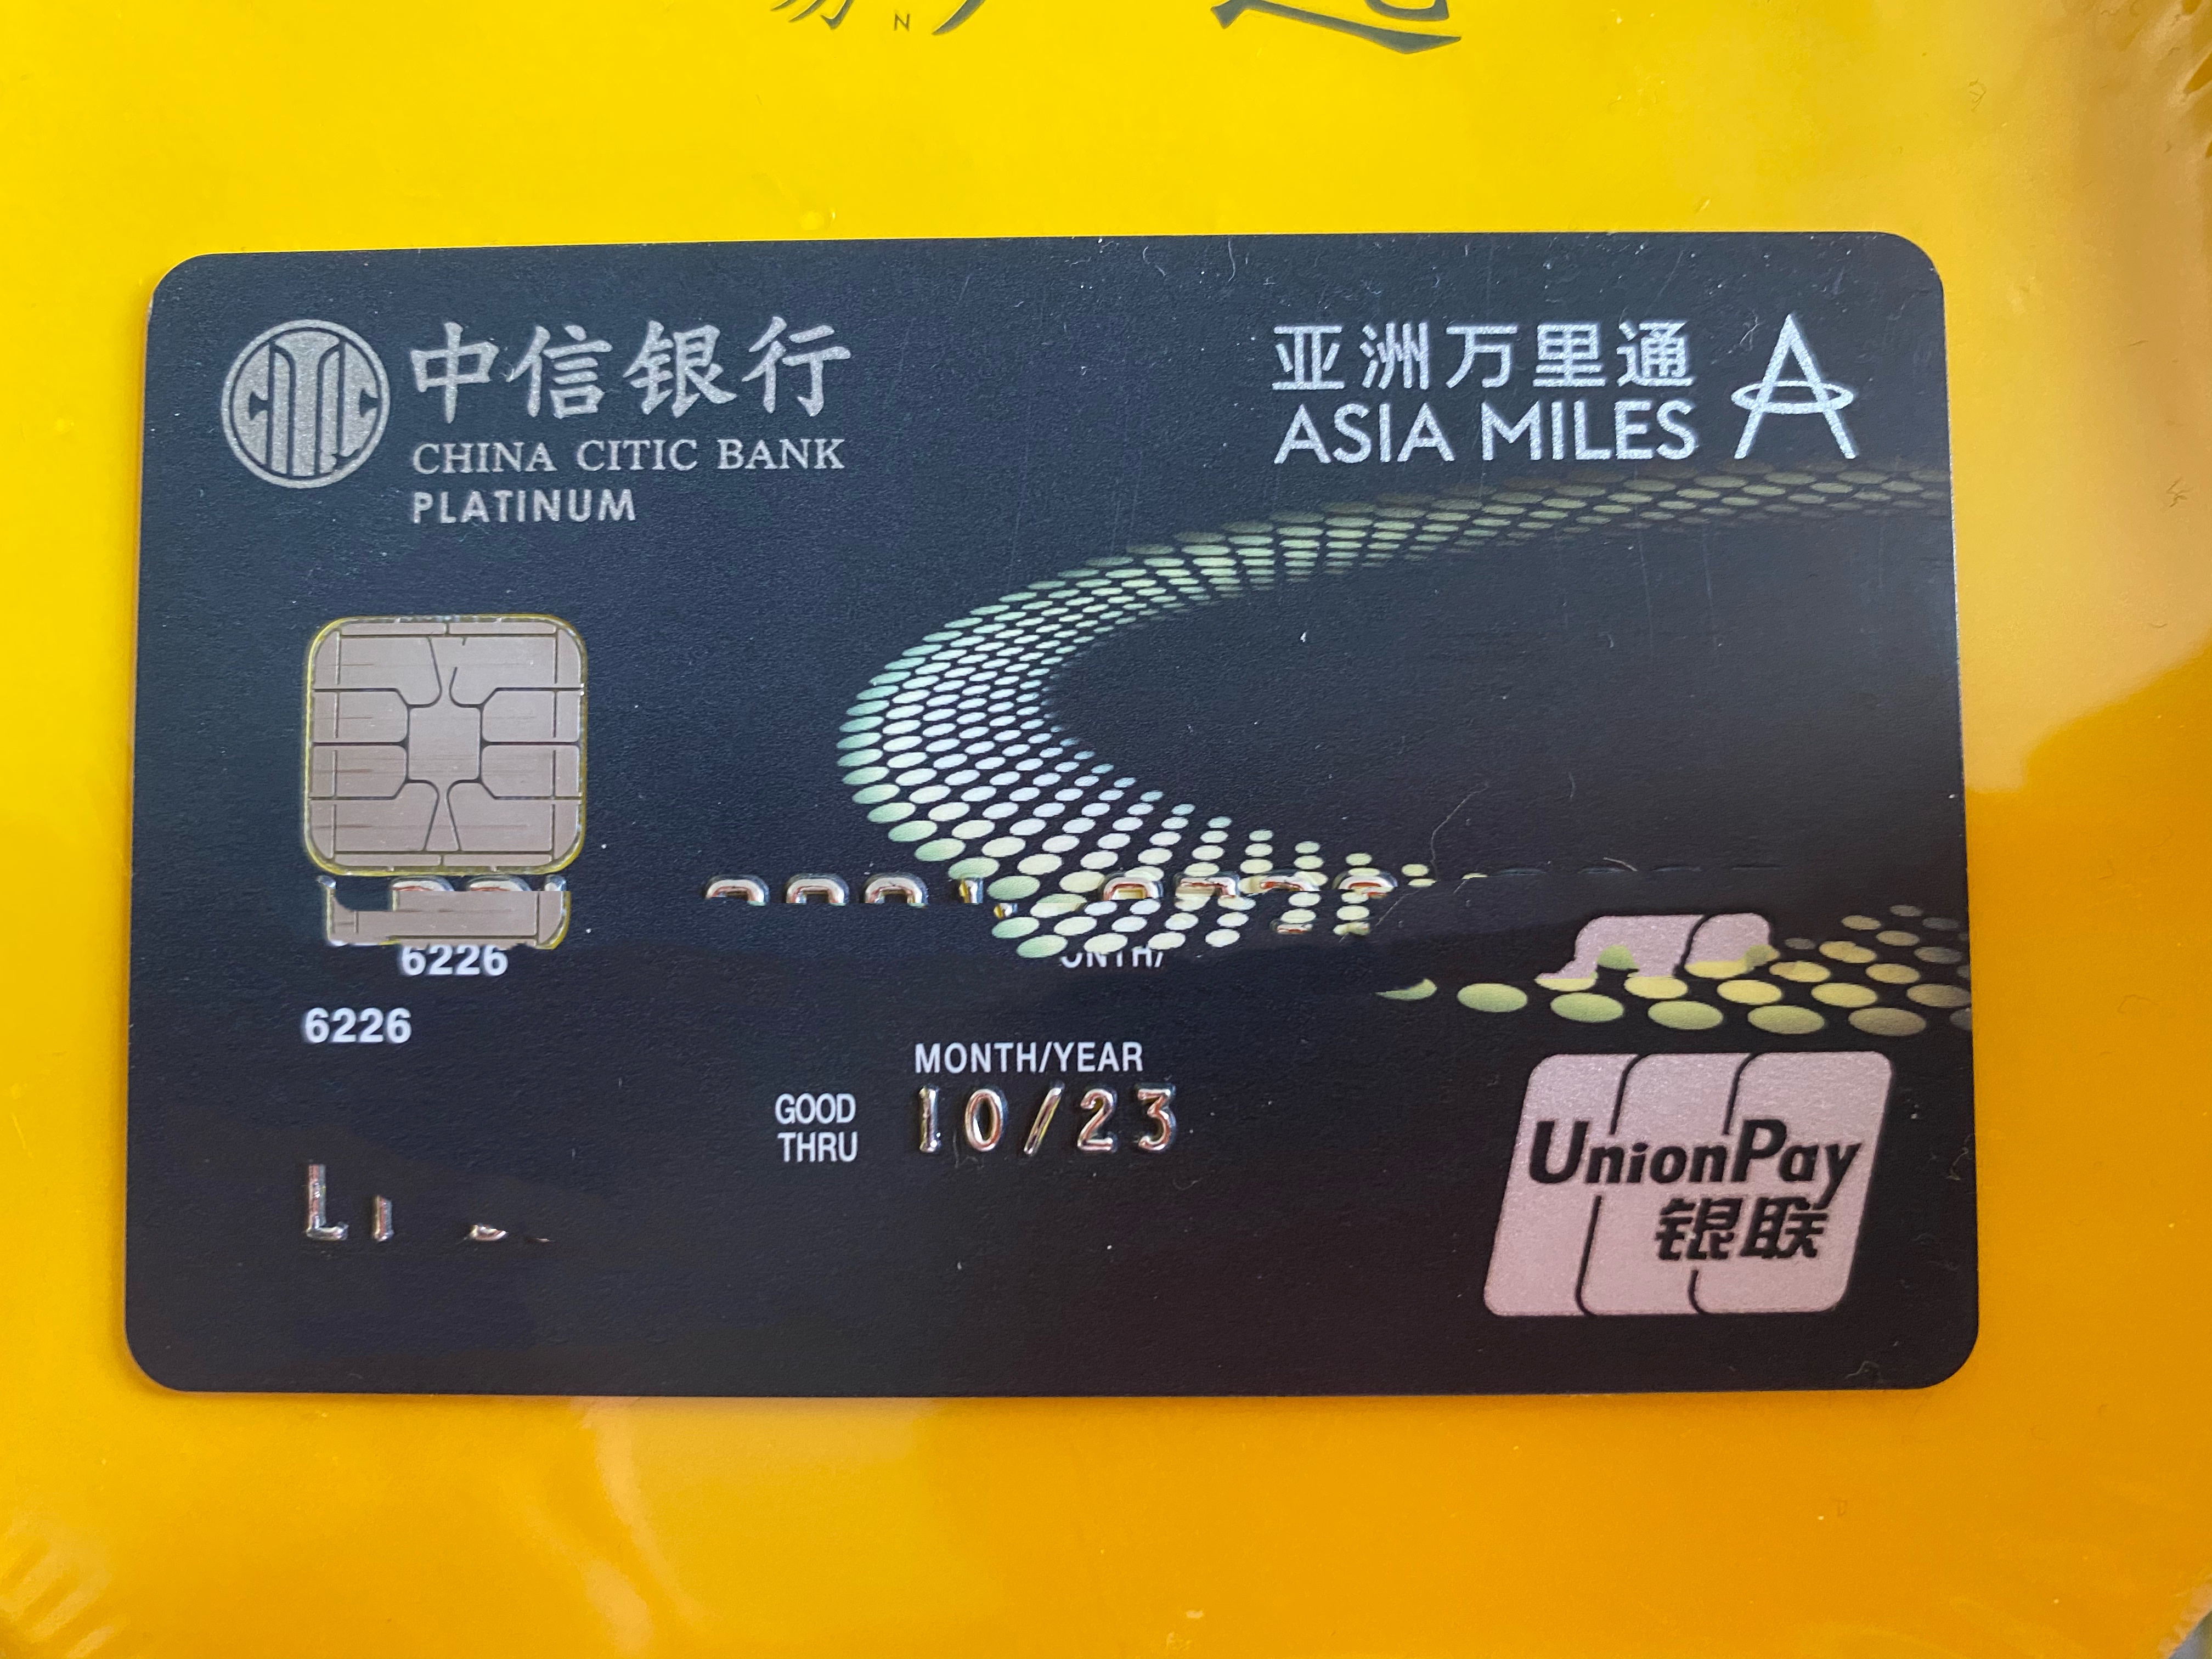 中信银行
CHINA CITIC BANK
PLATINUM
CITIC
亚洲万里通
ASIA MILES
6226
6226
MONTH/YEAR
GOOD THRU 10/23
UnionPay
银联